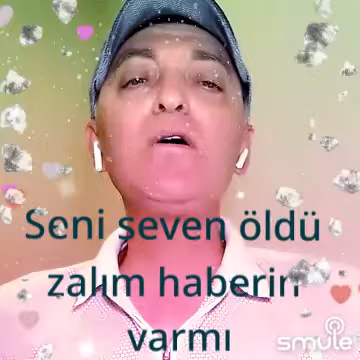 Seni seven öldü
zalım haberin
varmı
smule